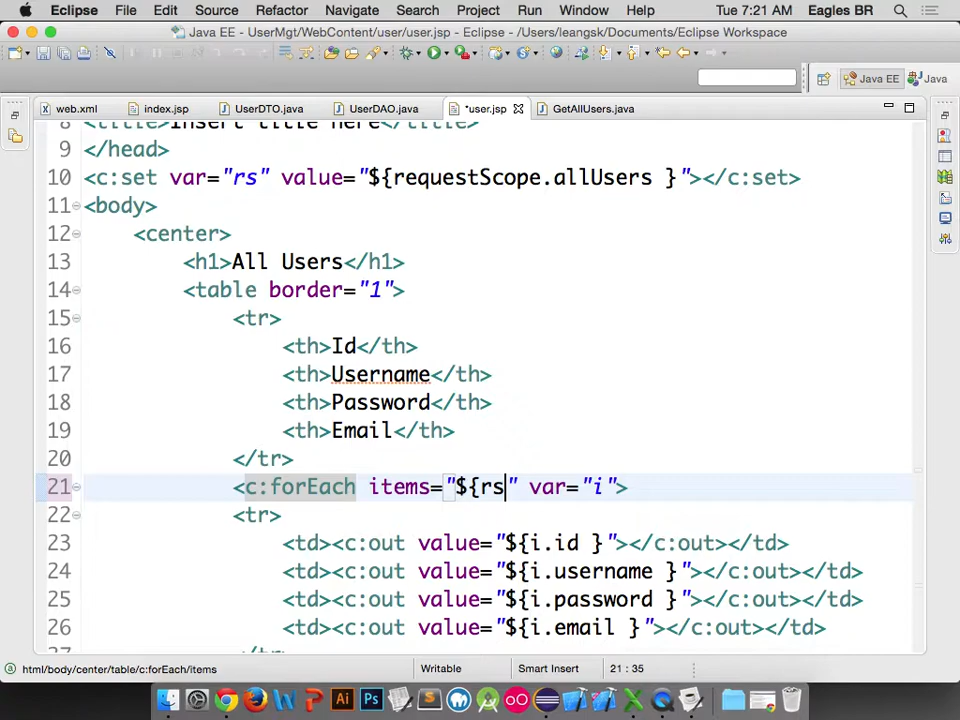 Eclipse File Edit Source Refactor Navigate Search Project Run Window Help Tue 7:21 AM Eagles BR
Java EE - UserMgt/WebContent/user/user.jsp - Eclipse - /Users/leangsk/Documents/Eclipse Workspace
Java EE Java
web.xml index.jsp UserDTO.java UserDAO.java *user.jsp GetAllUsers.java
8 <title>Insert title here</title>
9 </head>
10 <c:set var="rs" value="${requestScope.allUsers }"></c:set>
11 <body>
12 <center>
13 <h1>All Users</h1>
14 <table border="1">
15 <tr>
16 <th>Id</th>
17 <th>Username</th>
18 <th>Password</th>
19 <th>Email</th>
20 </tr>
21 <c:forEach items="${rs" var="i">
22 <tr>
23 <td><c:out value="${i.id }"></c:out></td>
24 <td><c:out value="${i.username }"></c:out></td>
25 <td><c:out value="${i.password }"></c:out></td>
26 <td><c:out value="${i.email }"></c:out></td>
html/body/center/table/c:forEach/items Writable Smart Insert 21 : 35